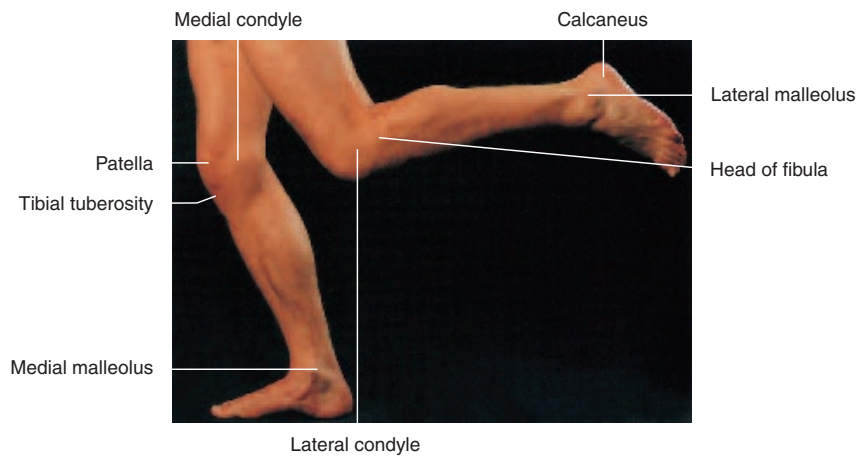 Medial condyle
Calcaneus
Lateral malleolus
Patella
Head of fibula
Tibial tuberosity
Medial malleolus
Lateral condyle